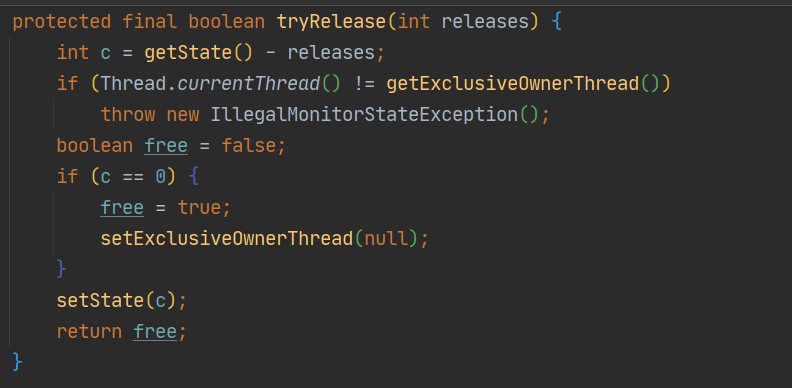 protected final boolean tryRelease(int releases) {
    int c = getState() - releases;
    if (Thread.currentThread() != getExclusiveOwnerThread())
        throw new IllegalMonitorStateException();
    boolean free = false;
    if (c == 0) {
        free = true;
        setExclusiveOwnerThread(null);
    }
    setState(c);
    return free;
}